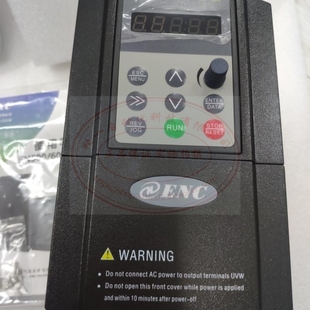 ESC
MENU
ENTER
DATA
REV
JOG
RUN
STOP
RESET
ENC
WARNING
Do not connect AC power to output terminals UVW
Do not open this front cover while power is applied
and within 10 minutes after power-off